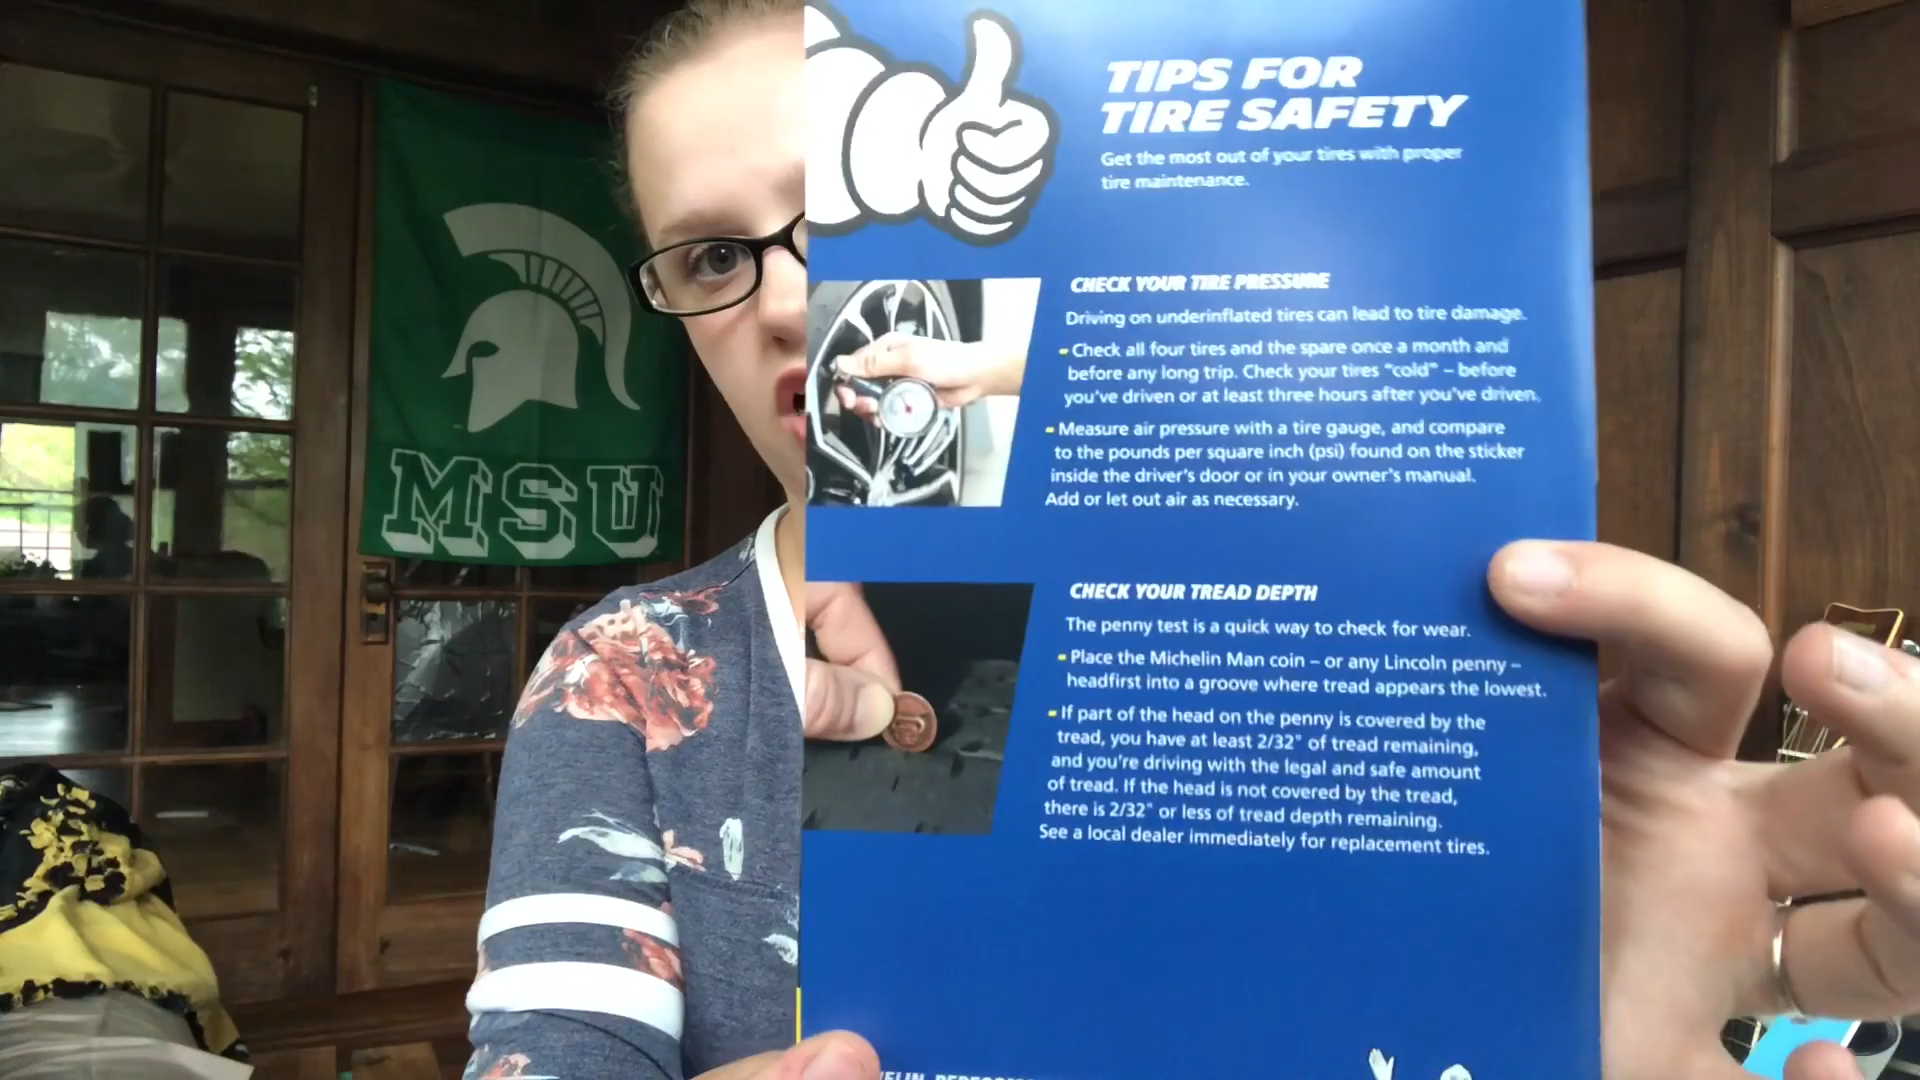 MSU
TIPS FOR
TIRE SAFETY
Get the most out of your tires with proper
tire maintenance.
CHECK YOUR TIRE PRESSURE
Driving on underinflated tires can lead to tire damage.
- Check all four tires and the spare once a month and
before any long trip. Check your tires "cold" – before
you've driven or at least three hours after you've driven.
- Measure air pressure with a tire gauge, and compare
to the pounds per square inch (psi) found on the sticker
inside the driver's door or in your owner's manual.
Add or let out air as necessary.
CHECK YOUR TREAD DEPTH
The penny test is a quick way to check for wear.
- Place the Michelin Man coin – or any Lincoln penny –
headfirst into a groove where tread appears the lowest.
- If part of the head on the penny is covered by the
tread, you have at least 2/32" of tread remaining,
and you're driving with the legal and safe amount
of tread. If the head is not covered by the tread,
there is 2/32" or less of tread depth remaining.
See a local dealer immediately for replacement tires.